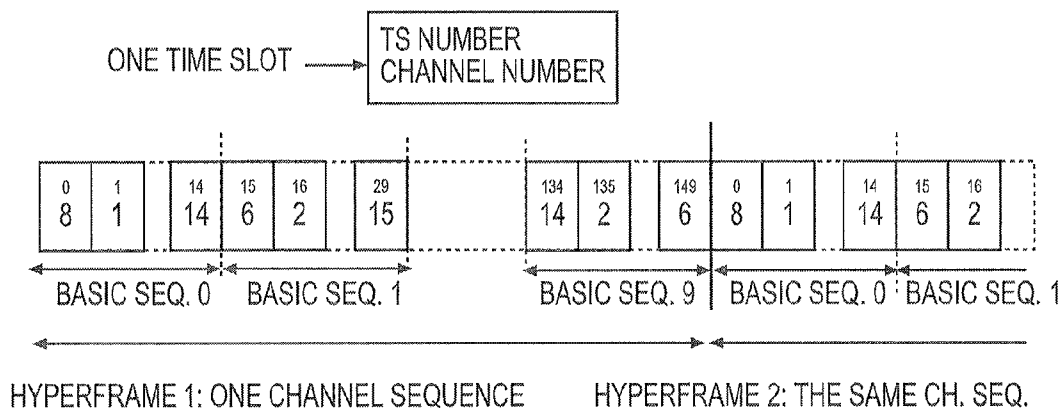 ONE TIME SLOT
TS NUMBER
CHANNEL NUMBER
0 1 14 15 16 29 134 135 149 0 1 14 15 16
8 1 14 6 2 15 14 2 6 8 1 14 6 2
BASIC SEQ. 0 BASIC SEQ. 1 BASIC SEQ. 9 BASIC SEQ. 0 BASIC SEQ. 1
HYPERFRAME 1: ONE CHANNEL SEQUENCE HYPERFRAME 2: THE SAME CH. SEQ.